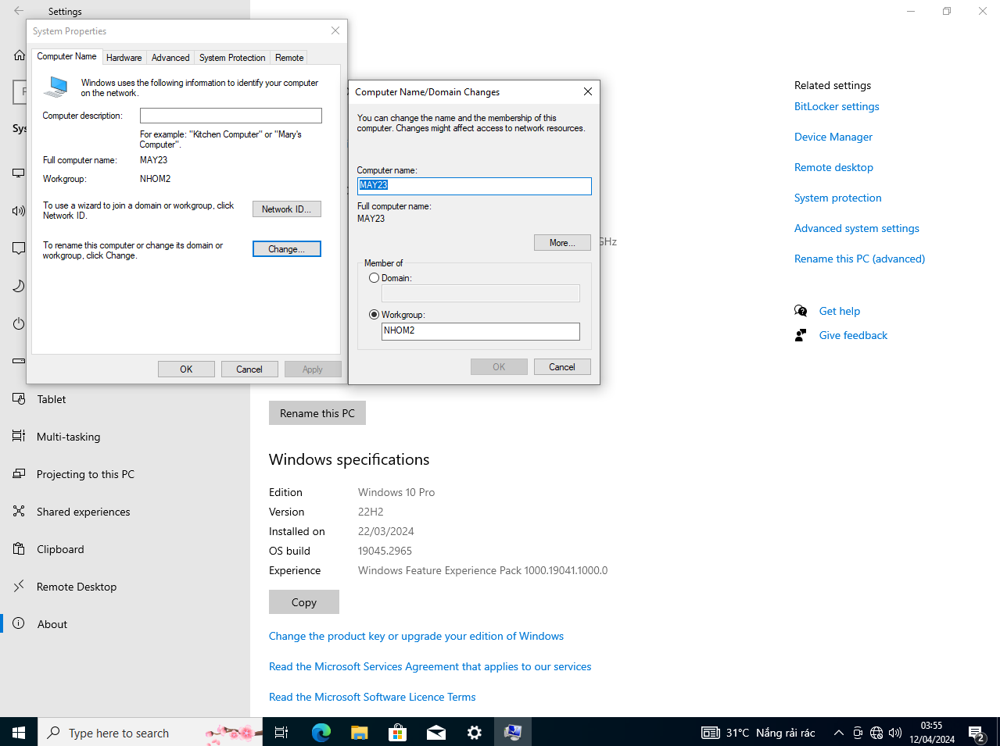 Settings
System Properties
Computer Name
Hardware
Advanced
System Protection
Remote
Windows uses the following information to identify your computer
on the network.
Computer description:
For example: "Kitchen Computer" or "Mary's
Computer".
Full computer name:
MAY23
Workgroup:
NHOM2
To use a wizard to join a domain or workgroup, click
Network ID.
Network ID...
To rename this computer or change its domain or
workgroup, click Change.
Change...
OK
Cancel
Apply
Computer Name/Domain Changes
You can change the name and the membership of this
computer. Changes might affect access to network resources.
Computer name:
MAY23
Full computer name:
MAY23
More...
Member of
Domain:
Workgroup:
NHOM2
OK
Cancel
GHz
Sys
Tablet
Multi-tasking
Projecting to this PC
Shared experiences
Clipboard
Remote Desktop
About
Rename this PC
Windows specifications
Edition
Windows 10 Pro
Version
22H2
Installed on
22/03/2024
OS build
19045.2965
Experience
Windows Feature Experience Pack 1000.19041.1000.0
Copy
Change the product key or upgrade your edition of Windows
Read the Microsoft Services Agreement that applies to our services
Read the Microsoft Software Licence Terms
Related settings
BitLocker settings
Device Manager
Remote desktop
System protection
Advanced system settings
Rename this PC (advanced)
Get help
Give feedback
Type here to search
31°C Nắng rải rác
03:55
12/04/2024
2